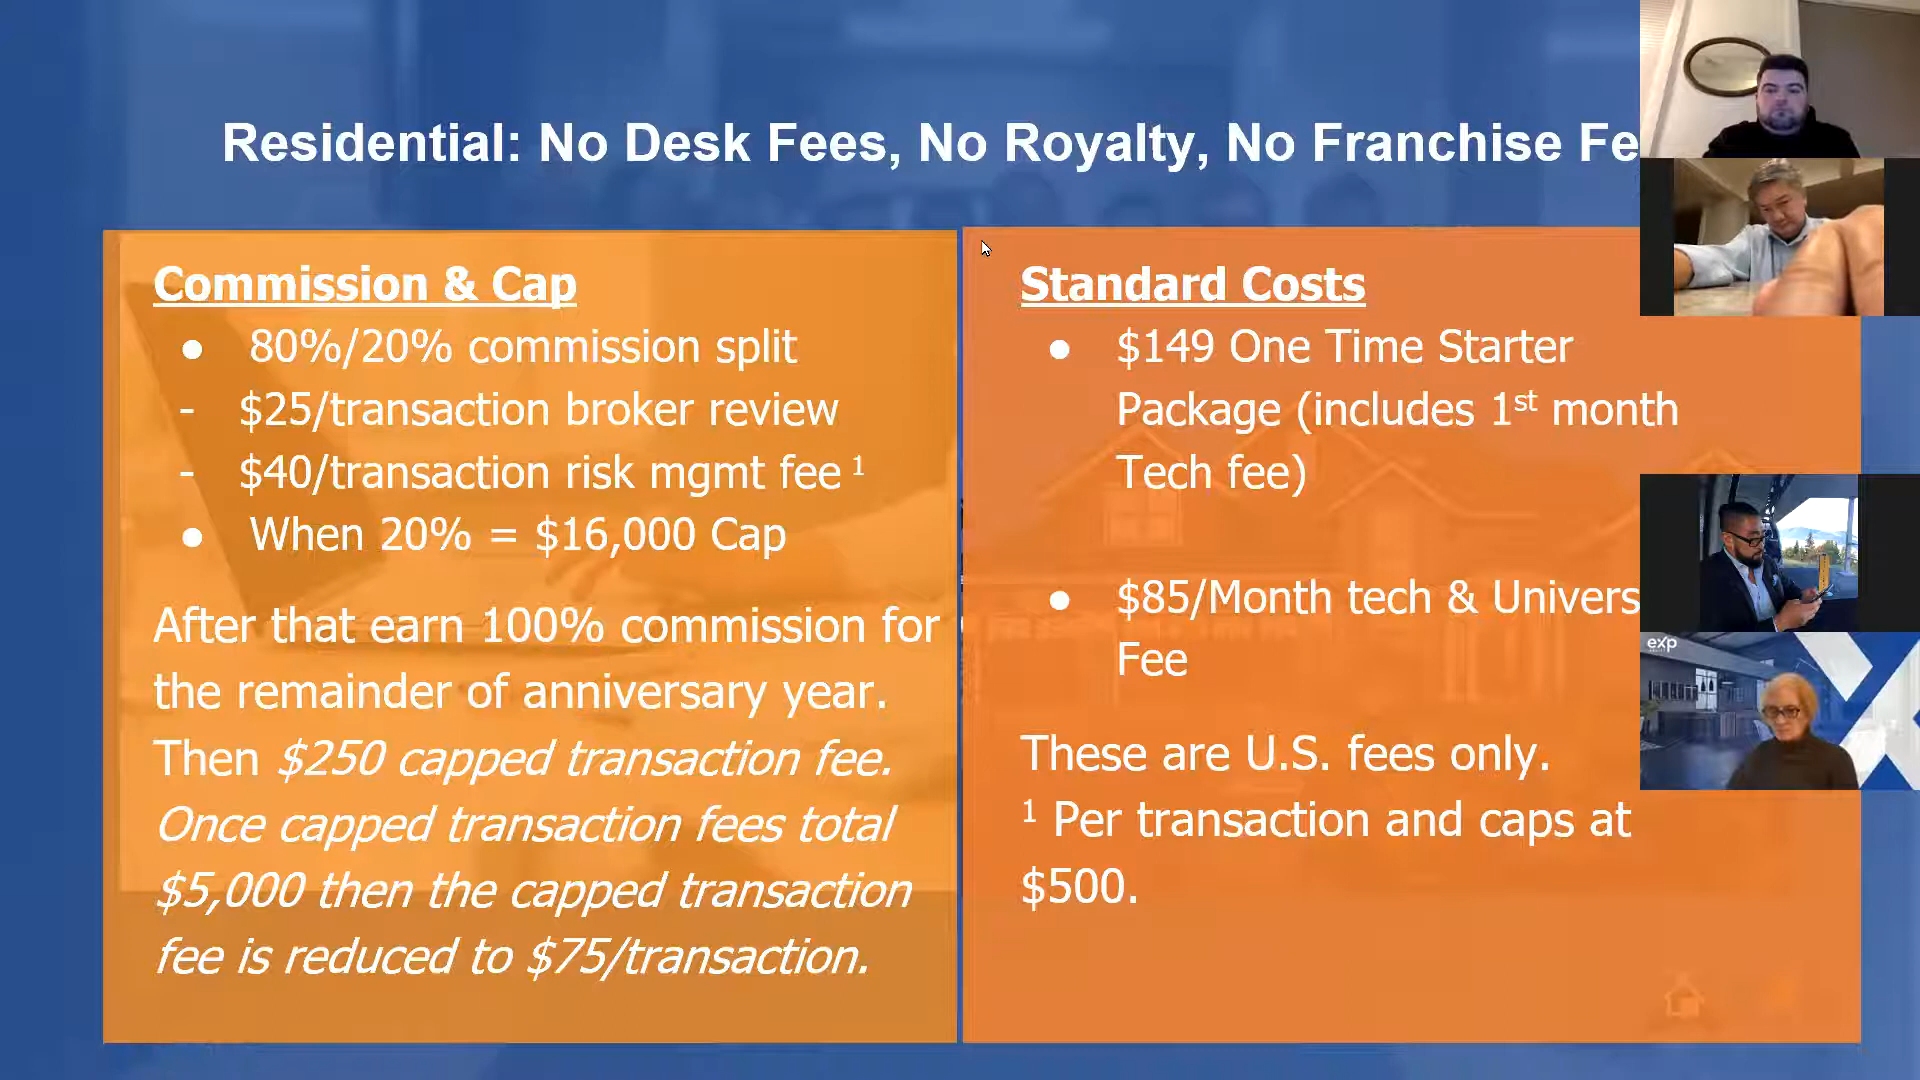 Residential: No Desk Fees, No Royalty, No Franchise Fe
Commission & Cap
● 80%/20% commission split
- $25/transaction broker review
- $40/transaction risk mgmt fee ¹
● When 20% = $16,000 Cap
After that earn 100% commission for
the remainder of anniversary year.
Then $250 capped transaction fee.
Once capped transaction fees total
$5,000 then the capped transaction
fee is reduced to $75/transaction.
Standard Costs
● $149 One Time Starter
Package (includes 1st month
Tech fee)
● $85/Month tech & Univers
Fee
These are U.S. fees only.
¹ Per transaction and caps at
$500.
exp